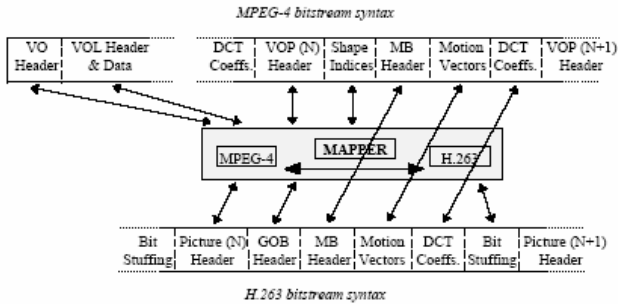 MPEG-4 bitstream syntax
VO VOL Header DCT VOP (N) Shape MB Motion DCT VOP (N+1)
Header & Data Coeffs. Header Indices Header Vectors Coeffs. Header
MAPPER
MPEG-4 H.263
Bit Picture (N) GOB MB Motion DCT Bit Picture (N+1)
Stuffing Header Header Header Vectors Coeffs. Stuffing Header
H.263 bitstream syntax